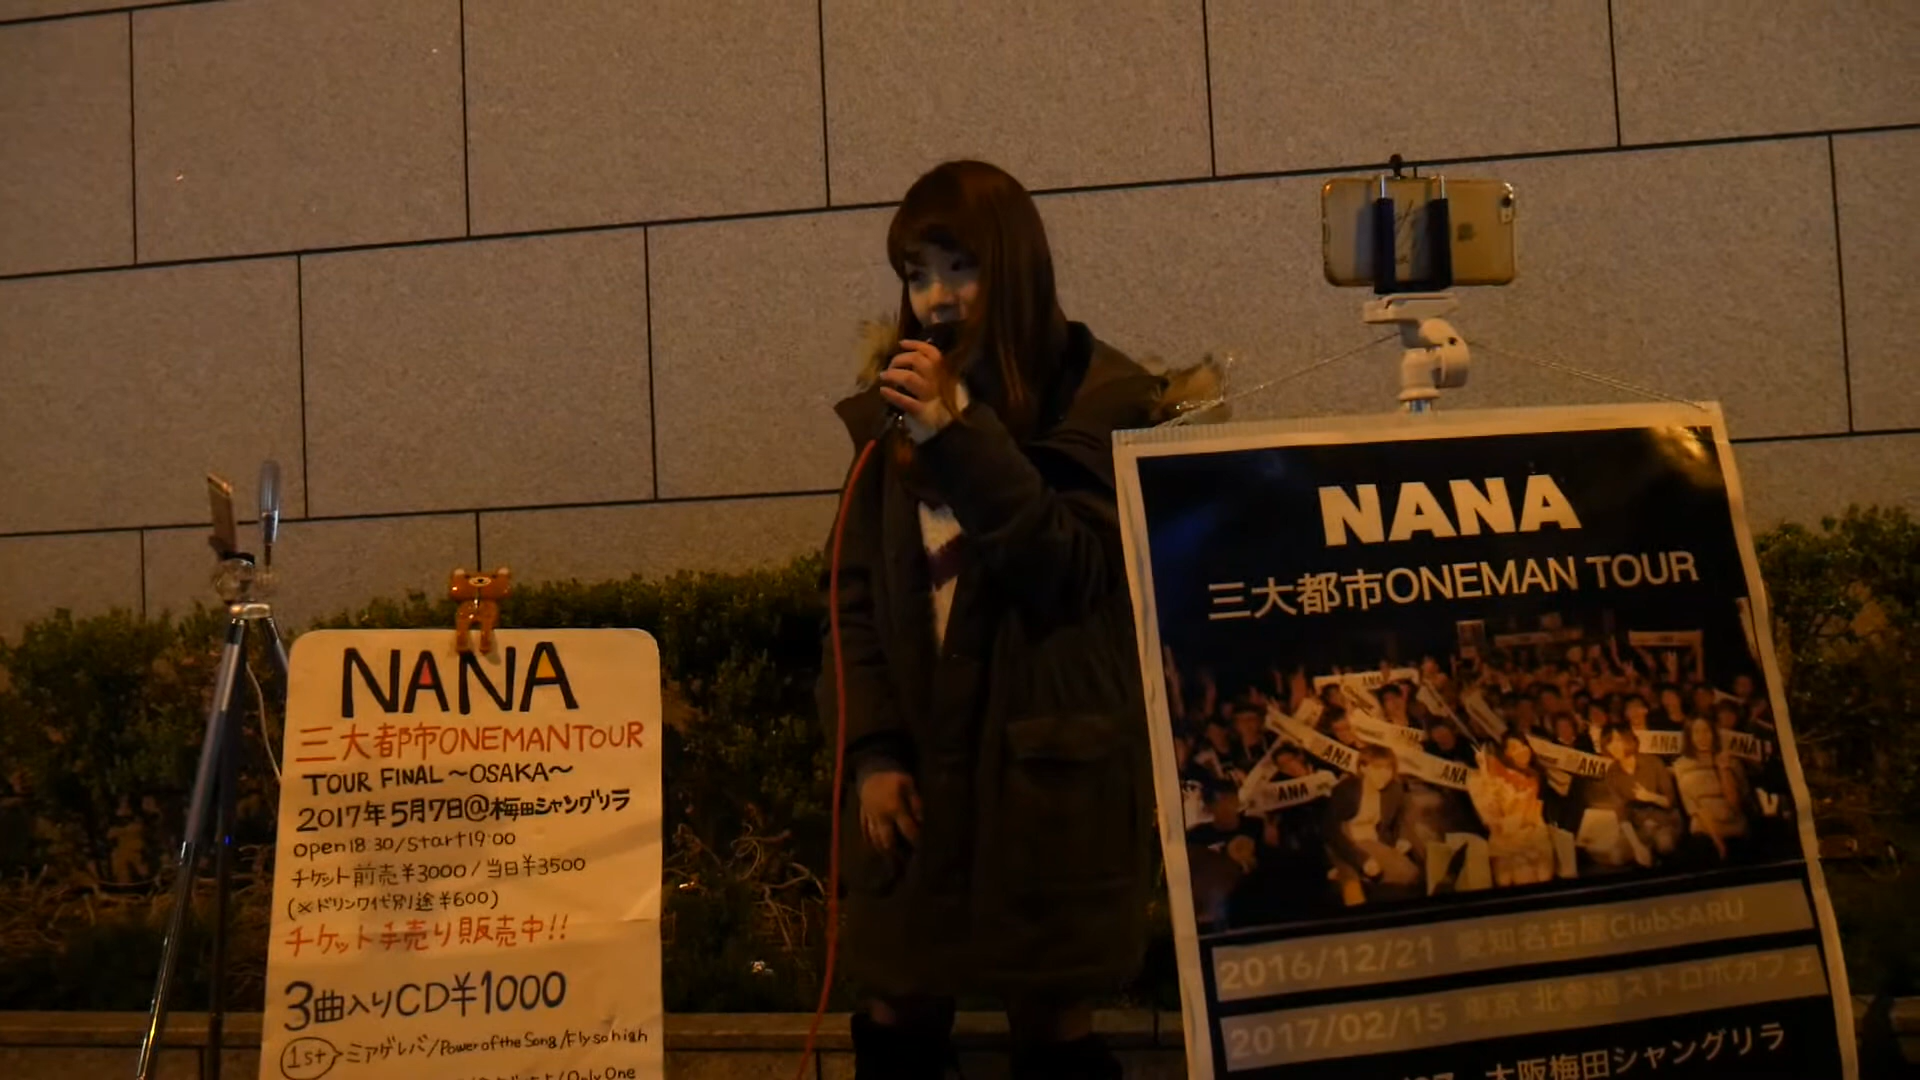 NANA
三大都市ONEMANTOUR
TOUR FINAL 〜OSAKA〜
2017年5月7日@梅田シャングリラ
open18:30/Start19:00
チケット前売¥3000/当日¥3500
(※ドリンク代別途¥600)
チケット手売り販売中!!
3曲入りCD¥1000
1st ミアゲレバ/Power of the Song/Fly so high
/Only One
NANA
三大都市ONEMAN TOUR
NANA
ANA
ANA
ANA
ANA
2016/12/21 愛知名古屋ClubSARU
2017/02/15 東京 北参道ストロボカフェ
大阪梅田シャングリラ